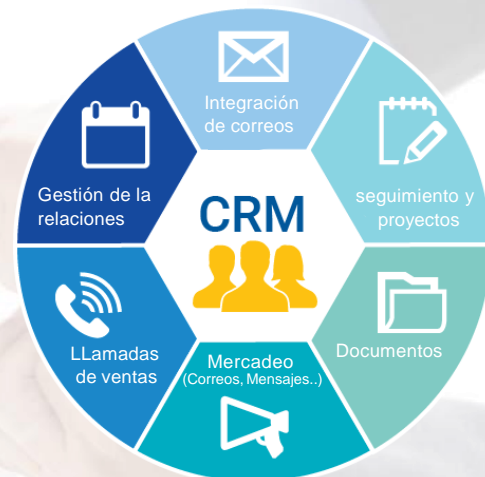 Integración
de correos
seguimiento y
proyectos
Documentos
Mercadeo
(Correos, Mensajes..)
LLamadas
de ventas
Gestión de la
relaciones
CRM